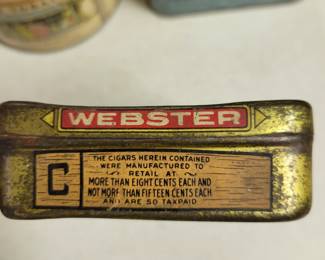 WEBSTER
C
THE CIGARS HEREIN CONTAINED
WERE MANUFACTURED TO
RETAIL AT
MORE THAN EIGHT CENTS EACH AND
NOT MORE THAN FIFTEEN CENTS EACH
AND ARE SO TAXPAID